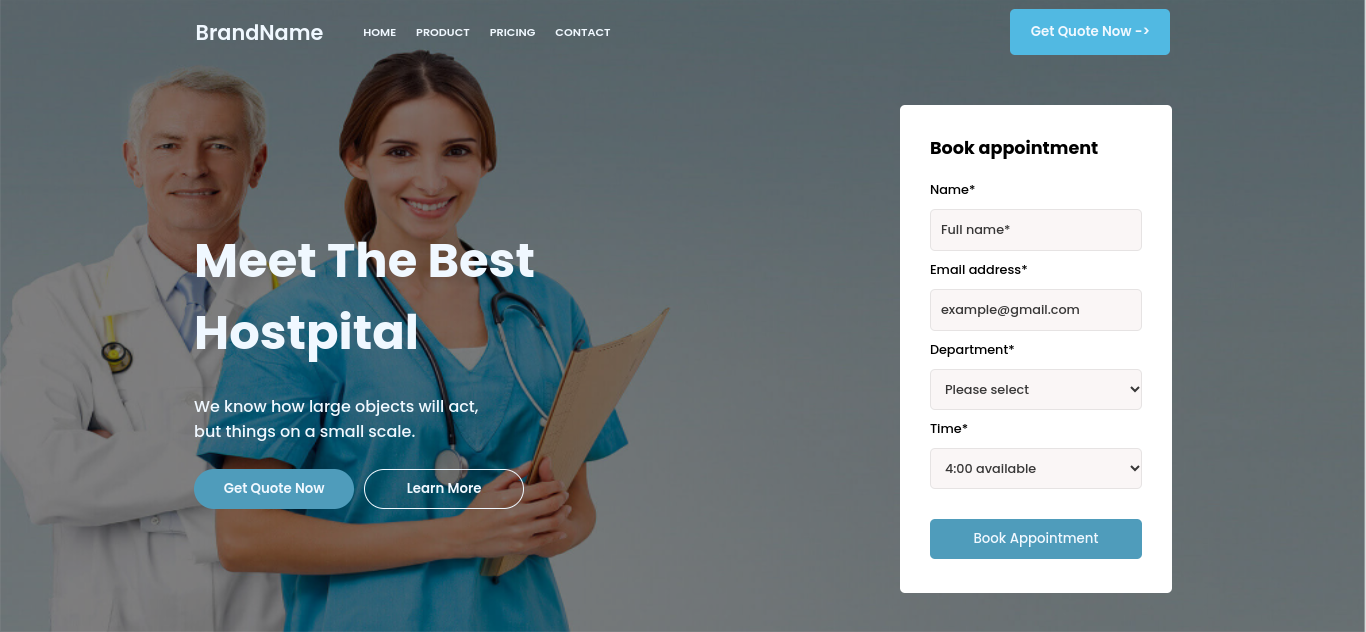 BrandName
HOME
PRODUCT
PRICING
CONTACT
Get Quote Now ->
Meet The Best
Hostpital
We know how large objects will act,
but things on a small scale.
Get Quote Now
Learn More
Book appointment
Name*
Full name*
Email address*
example@gmail.com
Department*
Please select
Time*
4:00 available
Book Appointment